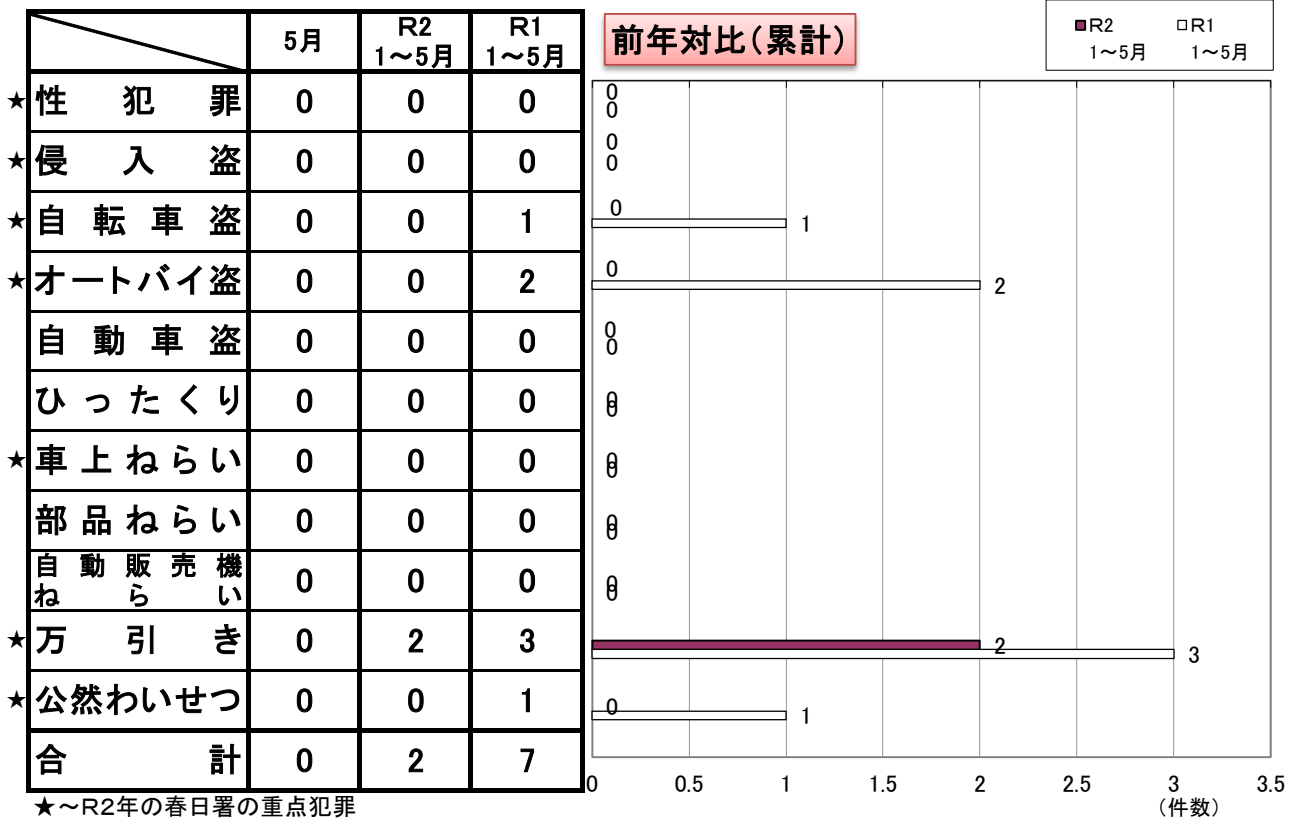 5月 R2 1～5月 R1 1～5月
★性犯罪 0 0 0
★侵入盗 0 0 0
★自転車盗 0 0 1
★オートバイ盗 0 0 2
自動車盗 0 0 0
ひったくり 0 0 0
★車上ねらい 0 0 0
部品ねらい 0 0 0
自動販売機
ねらい 0 0 0
★万引き 0 2 3
★公然わいせつ 0 0 1
合計 0 2 7
★～R2年の春日署の重点犯罪
前年対比（累計）
R2 R1
1～5月 1～5月
0
0
0
0
0
1
0
2
0
0
0
0
0
0
0
0
0
0
2
3
0
1
0 0.5 1 1.5 2 2.5 3 3.5
（件数）